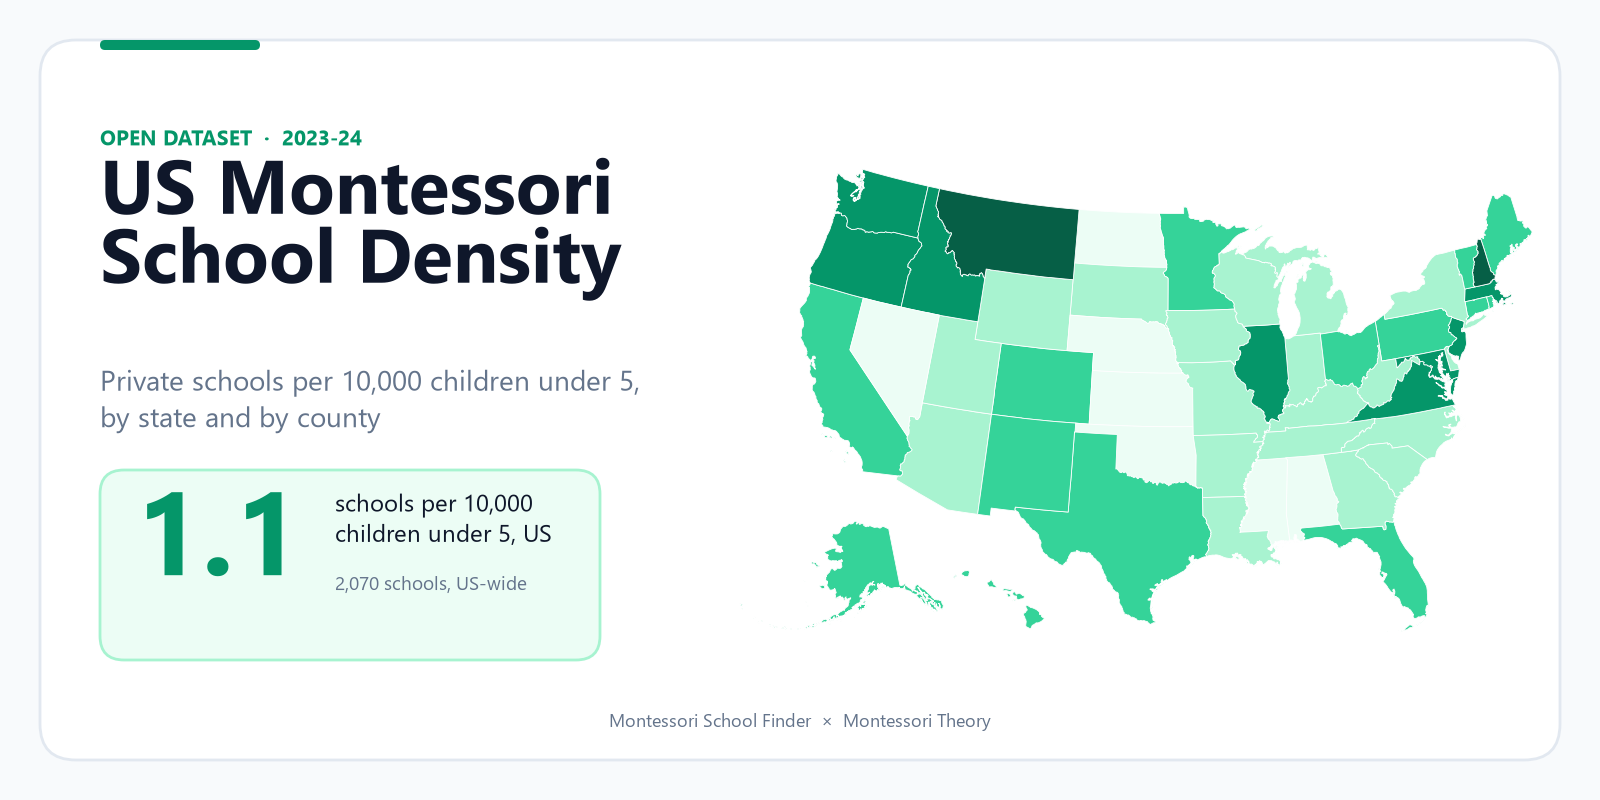 OPEN DATASET · 2023-24
US Montessori
School Density
Private schools per 10,000 children under 5,
by state and by county
1.1
schools per 10,000
children under 5, US
2,070 schools, US-wide
Montessori School Finder × Montessori Theory